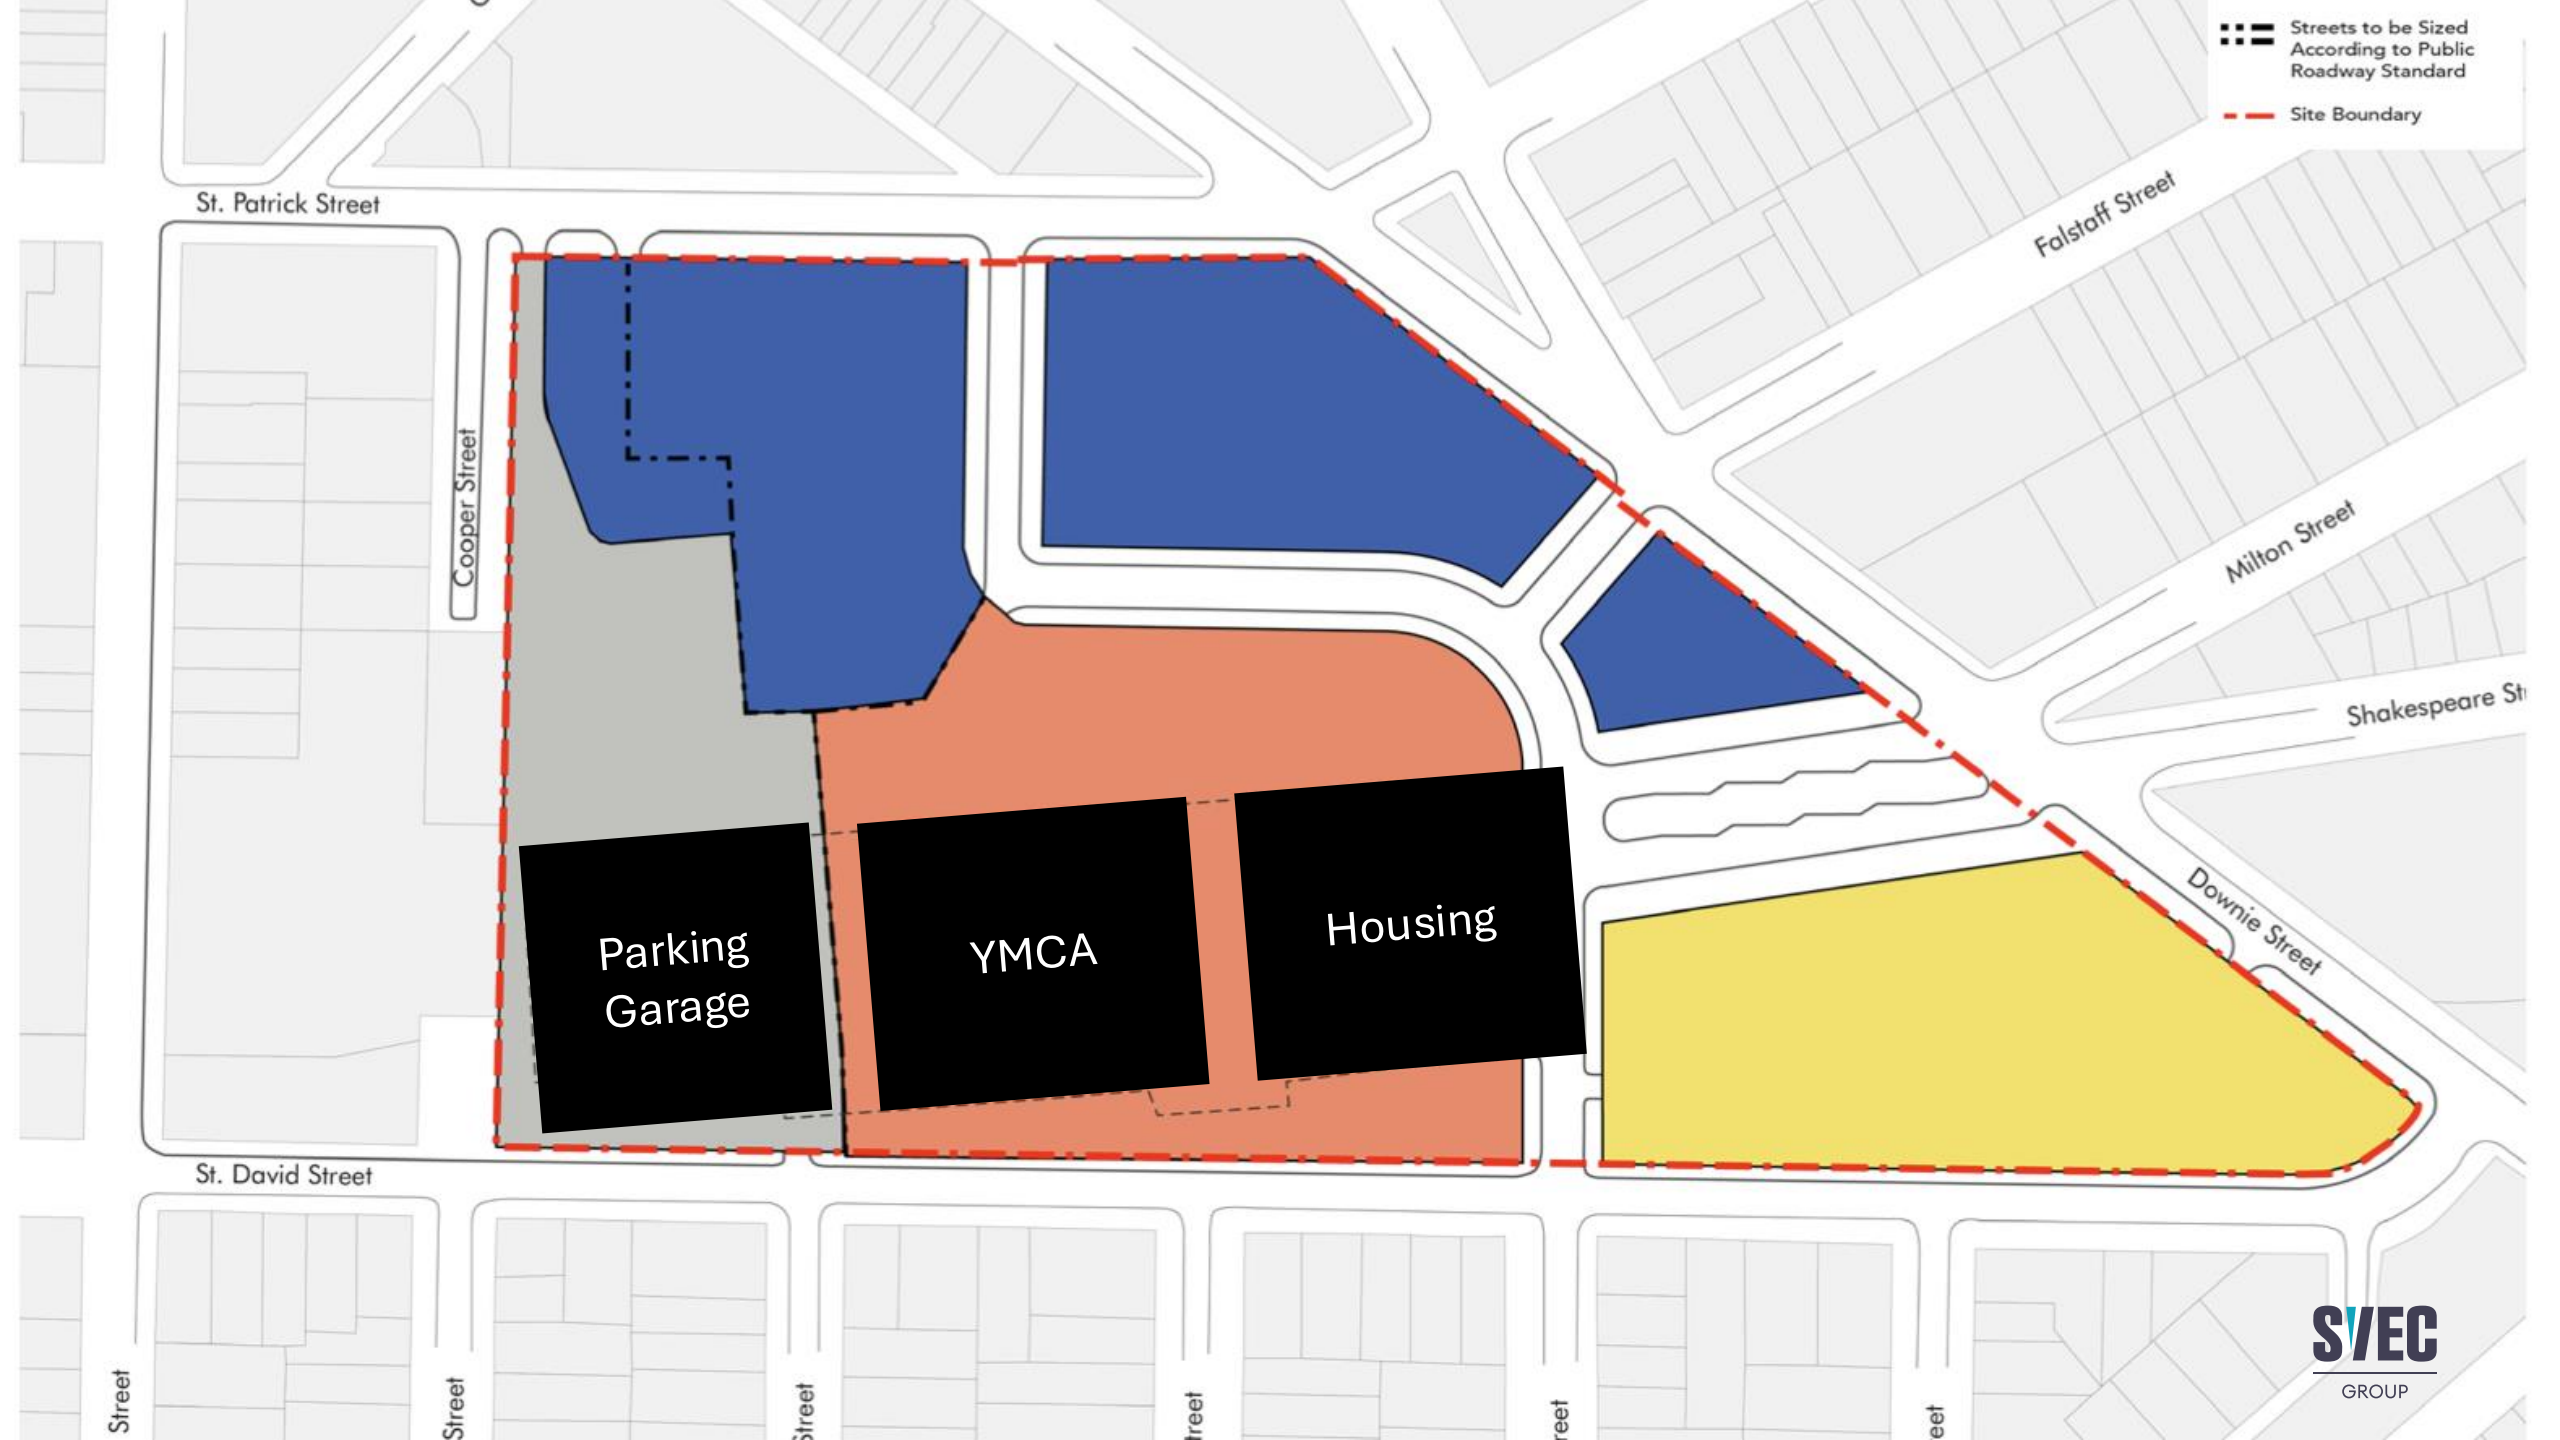 Streets to be Sized
According to Public
Roadway Standard
Site Boundary
St. Patrick Street
Falstaff Street
Cooper Street
Milton Street
Shakespeare
Downie Street
Parking
Garage
YMCA
Housing
St. David Street
SVEC
GROUP
Street
Street
Street